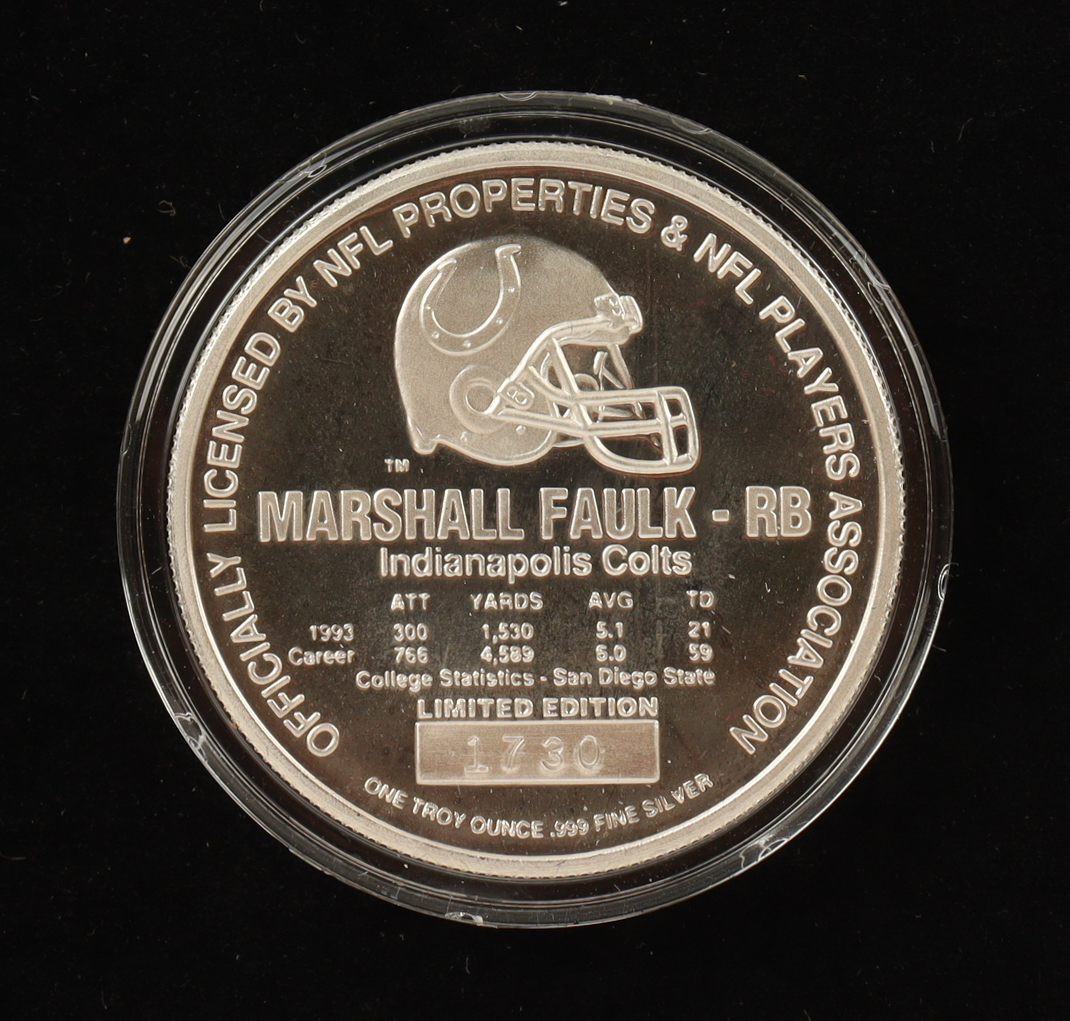 OFFICIALLY LICENSED BY NFL PROPERTIES & NFL PLAYERS ASSOCIATION
TM
MARSHALL FAULK - RB
Indianapolis Colts
ATT YARDS AVG TD
1993 300 1,530 5.1 21
Career 766 4,589 6.0 59
College Statistics - San Diego State
LIMITED EDITION
1730
ONE TROY OUNCE .999 FINE SILVER